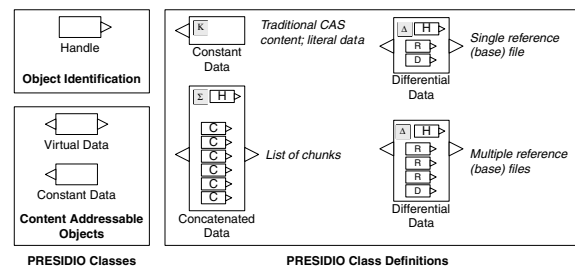 Handle
Object Identification
Virtual Data
Constant Data
Content Addressable
Objects
PRESIDIO Classes
K
Constant
Data
Traditional CAS
content; literal data
Σ H
C
C
C
C
C
C
Concatenated
Data
List of chunks
Δ H
R
D
Differential
Data
Single reference
(base) file
Δ H
R
R
R
D
Differential
Data
Multiple reference
(base) files
PRESIDIO Class Definitions